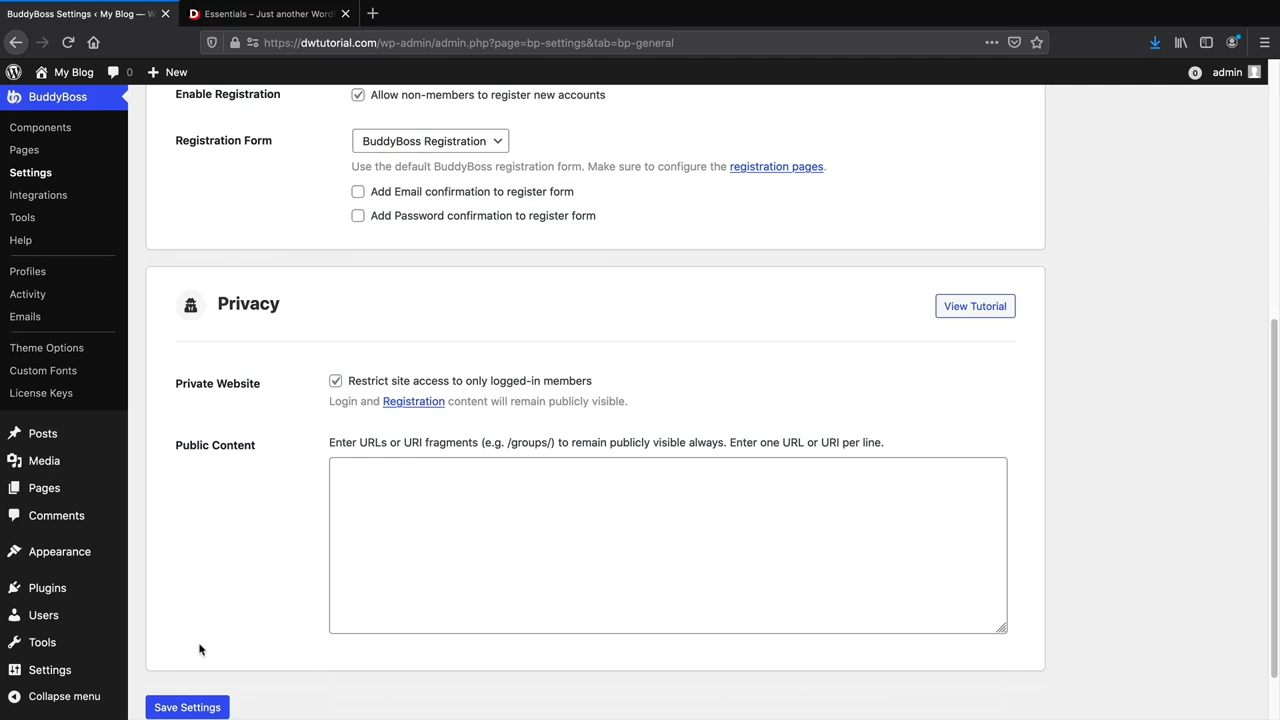 BuddyBoss Settings ‹ My Blog — W
Essentials – Just another Word
https://dwtutorial.com/wp-admin/admin.php?page=bp-settings&tab=bp-general
My Blog
0
New
0
admin
BuddyBoss
Components
Pages
Settings
Integrations
Tools
Help
Profiles
Activity
Emails
Theme Options
Custom Fonts
License Keys
Posts
Media
Pages
Comments
Appearance
Plugins
Users
Tools
Settings
Collapse menu
Enable Registration
Allow non-members to register new accounts
Registration Form
BuddyBoss Registration
Use the default BuddyBoss registration form. Make sure to configure the registration pages.
Add Email confirmation to register form
Add Password confirmation to register form
Privacy
View Tutorial
Private Website
Restrict site access to only logged-in members
Login and Registration content will remain publicly visible.
Public Content
Enter URLs or URI fragments (e.g. /groups/) to remain publicly visible always. Enter one URL or URI per line.
Save Settings